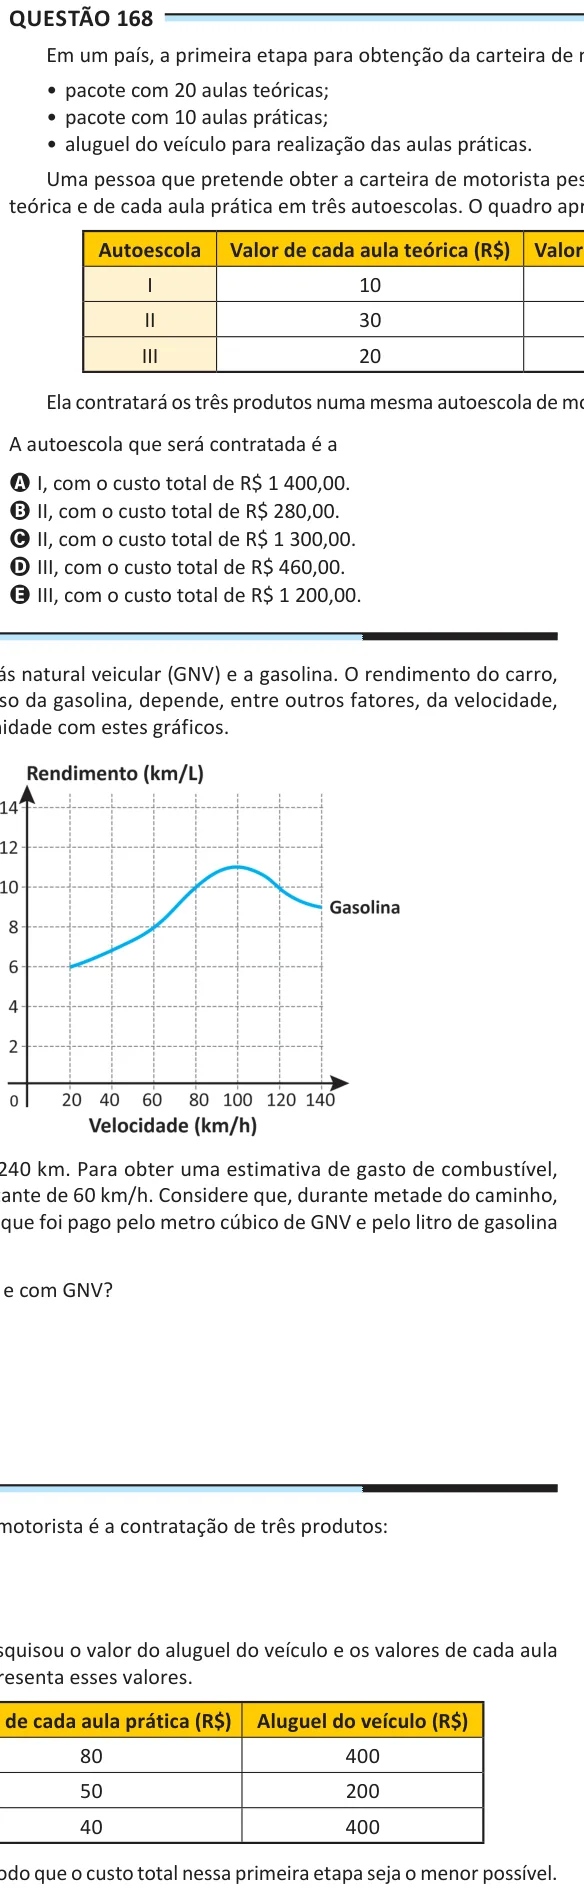 QUESTÃO 168
Em um país, a primeira etapa para obtenção da carteira de
• pacote com 20 aulas teóricas;
• pacote com 10 aulas práticas;
• aluguel do veículo para realização das aulas práticas.
Uma pessoa que pretende obter a carteira de motorista pes
teórica e de cada aula prática em três autoescolas. O quadro apr
Autoescola Valor de cada aula teórica (R$) Valor
I 10
II 30
III 20
Ela contratará os três produtos numa mesma autoescola de mo
A autoescola que será contratada é a
A I, com o custo total de R$ 1 400,00.
B II, com o custo total de R$ 280,00.
C II, com o custo total de R$ 1 300,00.
D III, com o custo total de R$ 460,00.
E III, com o custo total de R$ 1 200,00.
ás natural veicular (GNV) e a gasolina. O rendimento do carro,
so da gasolina, depende, entre outros fatores, da velocidade,
nidade com estes gráficos.
Rendimento (km/L)
14
12
10
8
6
4
2
Gasolina
0 20 40 60 80 100 120 140
Velocidade (km/h)
240 km. Para obter uma estimativa de gasto de combustível,
tante de 60 km/h. Considere que, durante metade do caminho,
que foi pago pelo metro cúbico de GNV e pelo litro de gasolina
e com GNV?
motorista é a contratação de três produtos:
squisou o valor do aluguel do veículo e os valores de cada aula
resenta esses valores.
de cada aula prática (R$) Aluguel do veículo (R$)
80 400
50 200
40 400
odo que o custo total nessa primeira etapa seja o menor possível.